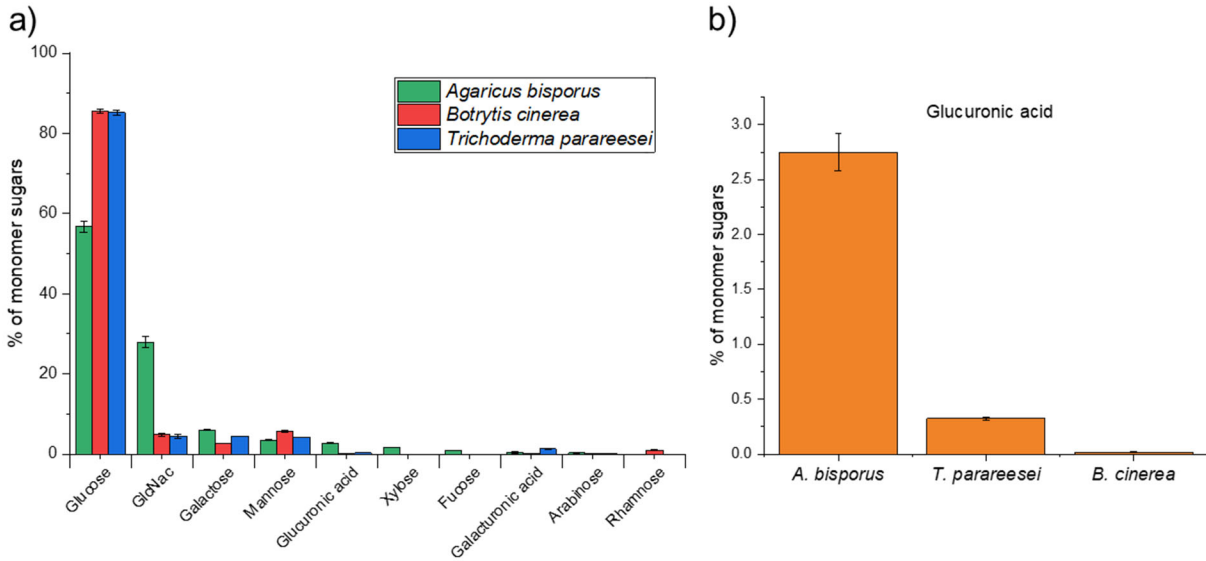 a)
100
80
60
40
20
0
% of monomer sugars
Agaricus bisporus
Botrytis cinerea
Trichoderma parareesei
Glucose
GlcNac
Galactose
Mannose
Glucuronic acid
Xylose
Fucose
Galacturonic acid
Arabinose
Rhamnose
b)
Glucuronic acid
3.0
2.5
2.0
1.5
1.0
0.5
0.0
% of monomer sugars
A. bisporus
T. parareesei
B. cinerea